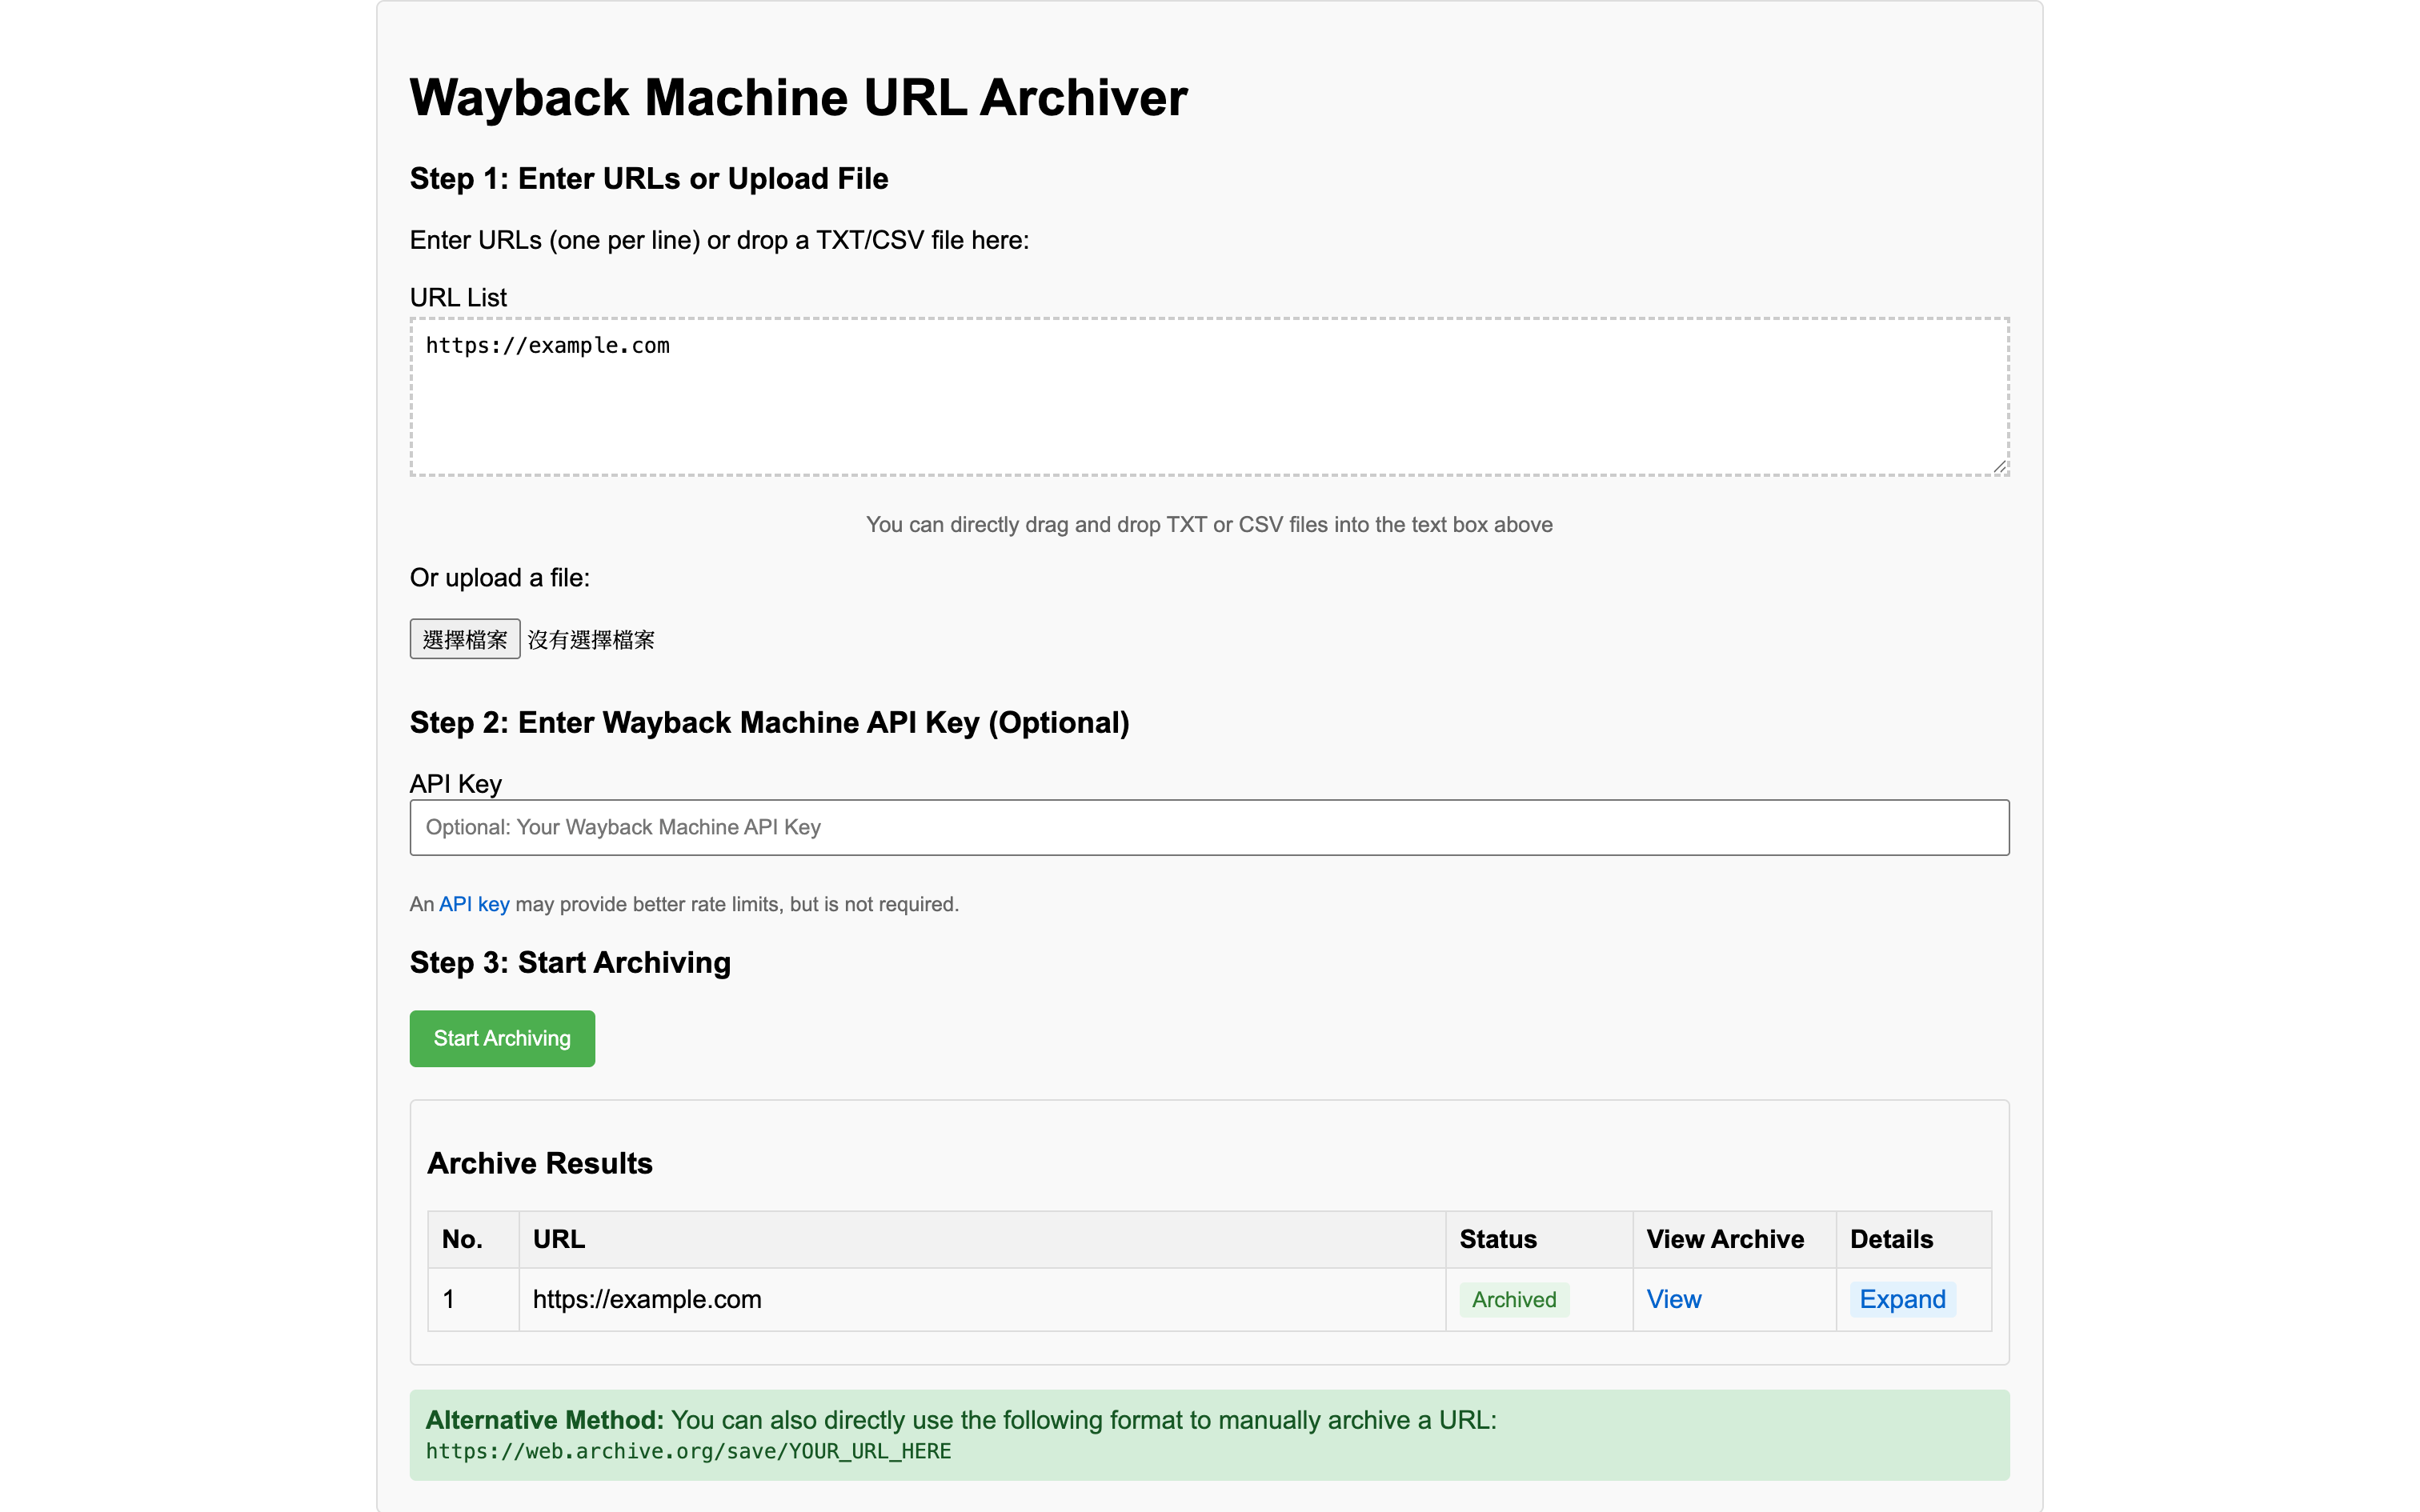 Wayback Machine URL Archiver
Step 1: Enter URLs or Upload File
Enter URLs (one per line) or drop a TXT/CSV file here:
URL List
https://example.com
You can directly drag and drop TXT or CSV files into the text box above
Or upload a file:
選擇檔案 沒有選擇檔案
Step 2: Enter Wayback Machine API Key (Optional)
API Key
Optional: Your Wayback Machine API Key
An API key may provide better rate limits, but is not required.
Step 3: Start Archiving
Start Archiving
Archive Results
No. URL Status View Archive Details
1 https://example.com Archived View Expand
Alternative Method: You can also directly use the following format to manually archive a URL:
https://web.archive.org/save/YOUR_URL_HERE